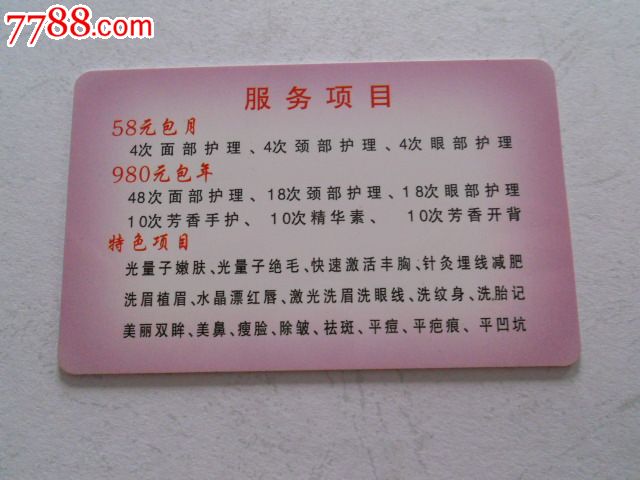 7788.com
服务项目
58元包月
4次面部护理、4次颈部护理、4次眼部护理
980元包年
48次面部护理、18次颈部护理、18次眼部护理
10次芳香手护、10次精华素、 10次芳香开背
特色项目
光量子嫩肤、光量子绝毛、快速激活丰胸、针灸埋线减肥
洗眉植眉、水晶漂红唇、激光洗眉洗眼线、洗纹身、洗胎记
美丽双眸、美鼻、瘦脸、除皱、祛斑、平痘、平疤痕、平凹坑